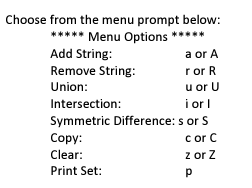 Choose from the menu prompt below:
***** Menu Options *****
Add String: a or A
Remove String: r or R
Union: u or U
Intersection: i or I
Symmetric Difference: s or S
Copy: c or C
Clear: z or Z
Print Set: p